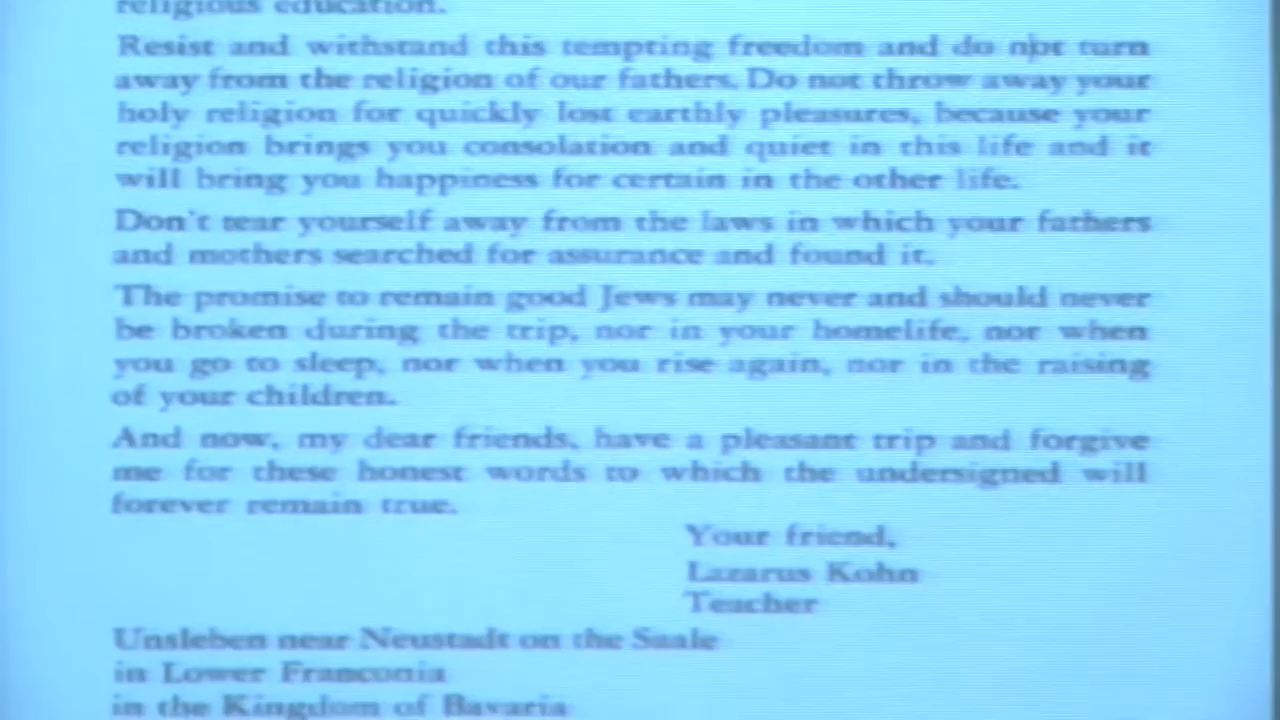 religious education.
Resist and withstand this tempting freedom and do not turn
away from the religion of our fathers. Do not throw away your
holy religion for quickly lost earthly pleasures, because your
religion brings you consolation and quiet in this life and it
will bring you happiness for certain in the other life.
Don't tear yourself away from the laws in which your fathers
and mothers searched for assurance and found it.
The promise to remain good Jews may never and should never
be broken during the trip, nor in your homelife, nor when
you go to sleep, nor when you rise again, nor in the raising
of your children.
And now, my dear friends, have a pleasant trip and forgive
me for these honest words to which the undersigned will
forever remain true.
Your friend,
Lazarus Kohn
Teacher
Unsleben near Neustadt on the Saale
in Lower Franconia
in the Kingdom of Bavaria